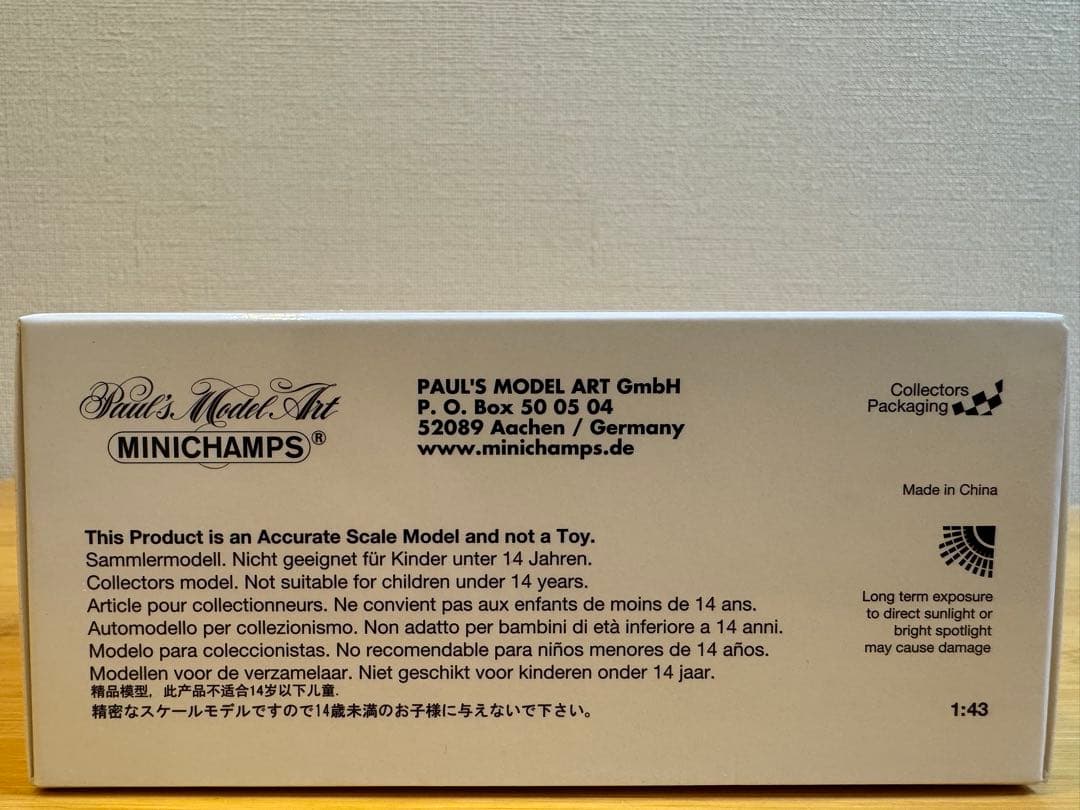 Paul's Model Art
MINICHAMPS®
PAUL'S MODEL ART GmbH
P. O. Box 50 05 04
52089 Aachen / Germany
www.minichamps.de
Collectors
Packaging
Made in China
This Product is an Accurate Scale Model and not a Toy.
Sammlermodell. Nicht geeignet für Kinder unter 14 Jahren.
Collectors model. Not suitable for children under 14 years.
Article pour collectionneurs. Ne convient pas aux enfants de moins de 14 ans.
Automodello per collezionismo. Non adatto per bambini di età inferiore a 14 anni.
Modelo para coleccionistas. No recomendable para niños menores de 14 años.
Modellen voor de verzamelaar. Niet geschikt voor kinderen onder 14 jaar.
精品模型，此产品不适合14岁以下儿童.
精密なスケールモデルですので14歳未満のお子様に与えないで下さい。
Long term exposure
to direct sunlight or
bright spotlight
may cause damage
1:43